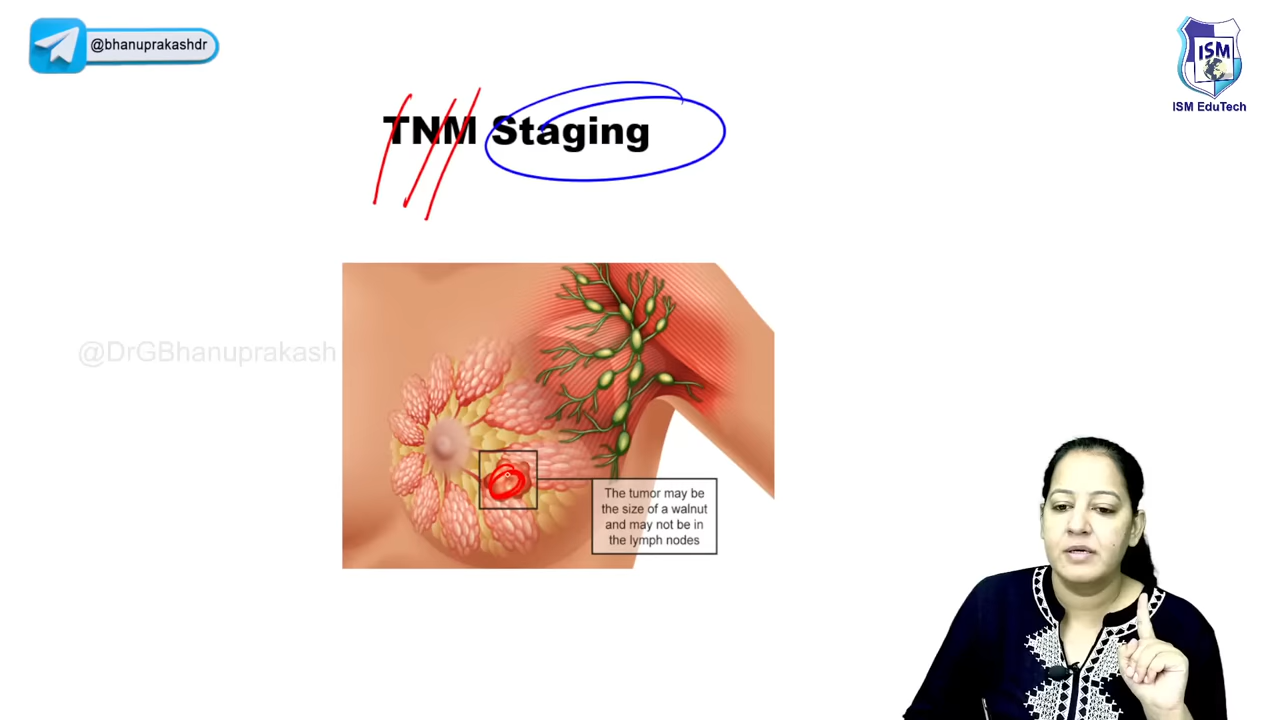 @bhanuprakashdr
ISM
ISM EduTech
TNM Staging
@DrGBhanuprakash
The tumor may be
the size of a walnut
and may not be in
the lymph nodes